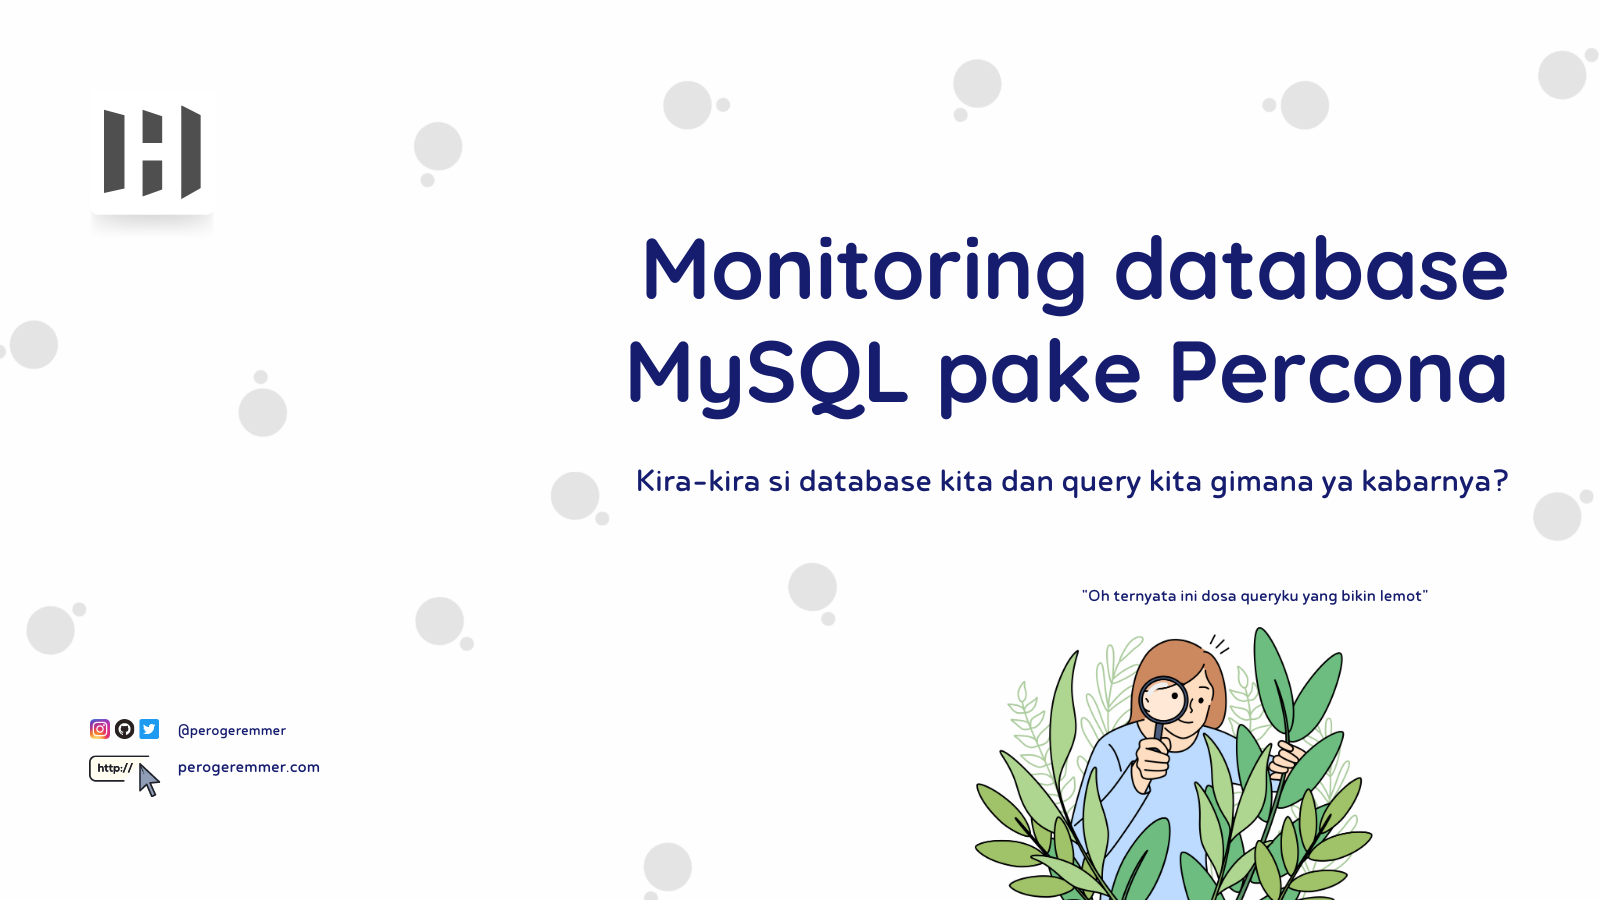 Monitoring database
MySQL pake Percona
Kira-kira si database kita dan query kita gimana ya kabarnya?
"Oh ternyata ini dosa queryku yang bikin lemot"
@perogeremmer
http://
perogeremmer.com